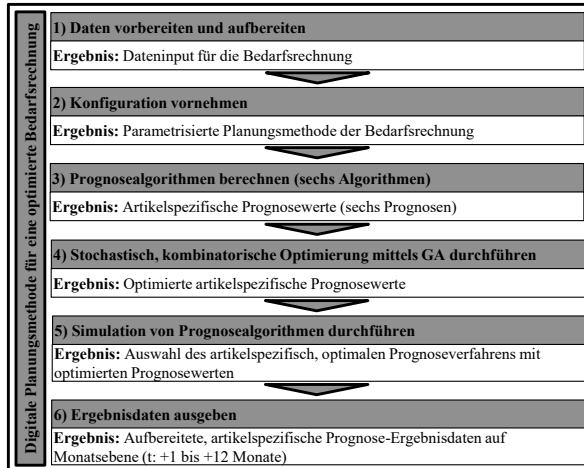 Digitale Planungsmethode für eine optimierte Bedarfsrechnung
1) Daten vorbereiten und aufbereiten
Ergebnis: Dateninput für die Bedarfsrechnung
2) Konfiguration vornehmen
Ergebnis: Parametrisierte Planungsmethode der Bedarfsrechnung
3) Prognosealgorithmen berechnen (sechs Algorithmen)
Ergebnis: Artikelspezifische Prognosewerte (sechs Prognosen)
4) Stochastisch, kombinatorische Optimierung mittels GA durchführen
Ergebnis: Optimierte artikelspezifische Prognosewerte
5) Simulation von Prognosealgorithmen durchführen
Ergebnis: Auswahl des artikelspezifisch, optimalen Prognoseverfahrens mit
optimierten Prognosewerten
6) Ergebnisdaten ausgeben
Ergebnis: Aufbereitete, artikelspezifische Prognose-Ergebnisdaten auf
Monatsebene (t: +1 bis +12 Monate)